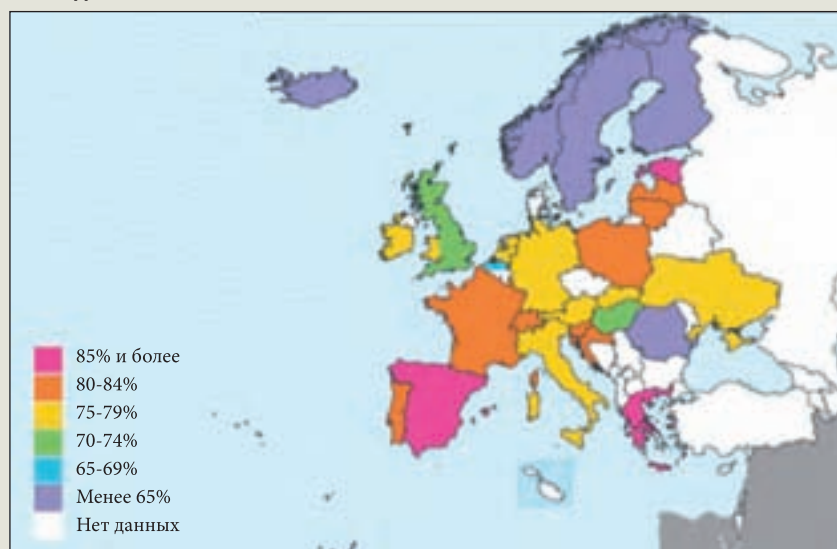 85% и более
80-84%
75-79%
70-74%
65-69%
Менее 65%
Нет данных